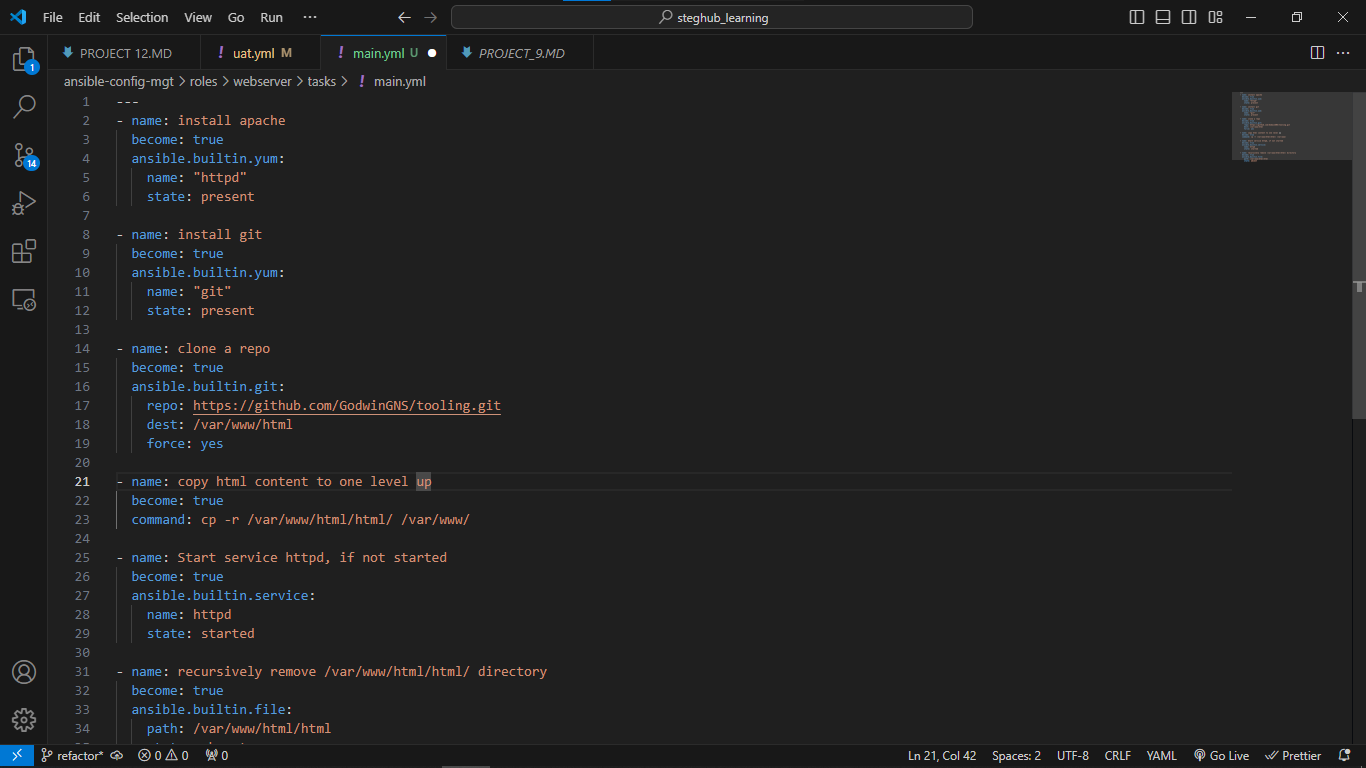 File Edit Selection View Go Run ··· steghub_learning
PROJECT 12.MD ! uat.yml M ! main.yml U PROJECT_9.MD
ansible-config-mgt > roles > webserver > tasks > ! main.yml
1 ---
2 - name: install apache
3 become: true
4 ansible.builtin.yum:
5 name: "httpd"
6 state: present
7
8 - name: install git
9 become: true
10 ansible.builtin.yum:
11 name: "git"
12 state: present
13
14 - name: clone a repo
15 become: true
16 ansible.builtin.git:
17 repo: https://github.com/GodwinGNS/tooling.git
18 dest: /var/www/html
19 force: yes
20
21 - name: copy html content to one level up
22 become: true
23 command: cp -r /var/www/html/html/ /var/www/
24
25 - name: Start service httpd, if not started
26 become: true
27 ansible.builtin.service:
28 name: httpd
29 state: started
30
31 - name: recursively remove /var/www/html/html/ directory
32 become: true
33 ansible.builtin.file:
34 path: /var/www/html/html
1
14
refactor* 0 0 0 Ln 21, Col 42 Spaces: 2 UTF-8 CRLF YAML Go Live Prettier